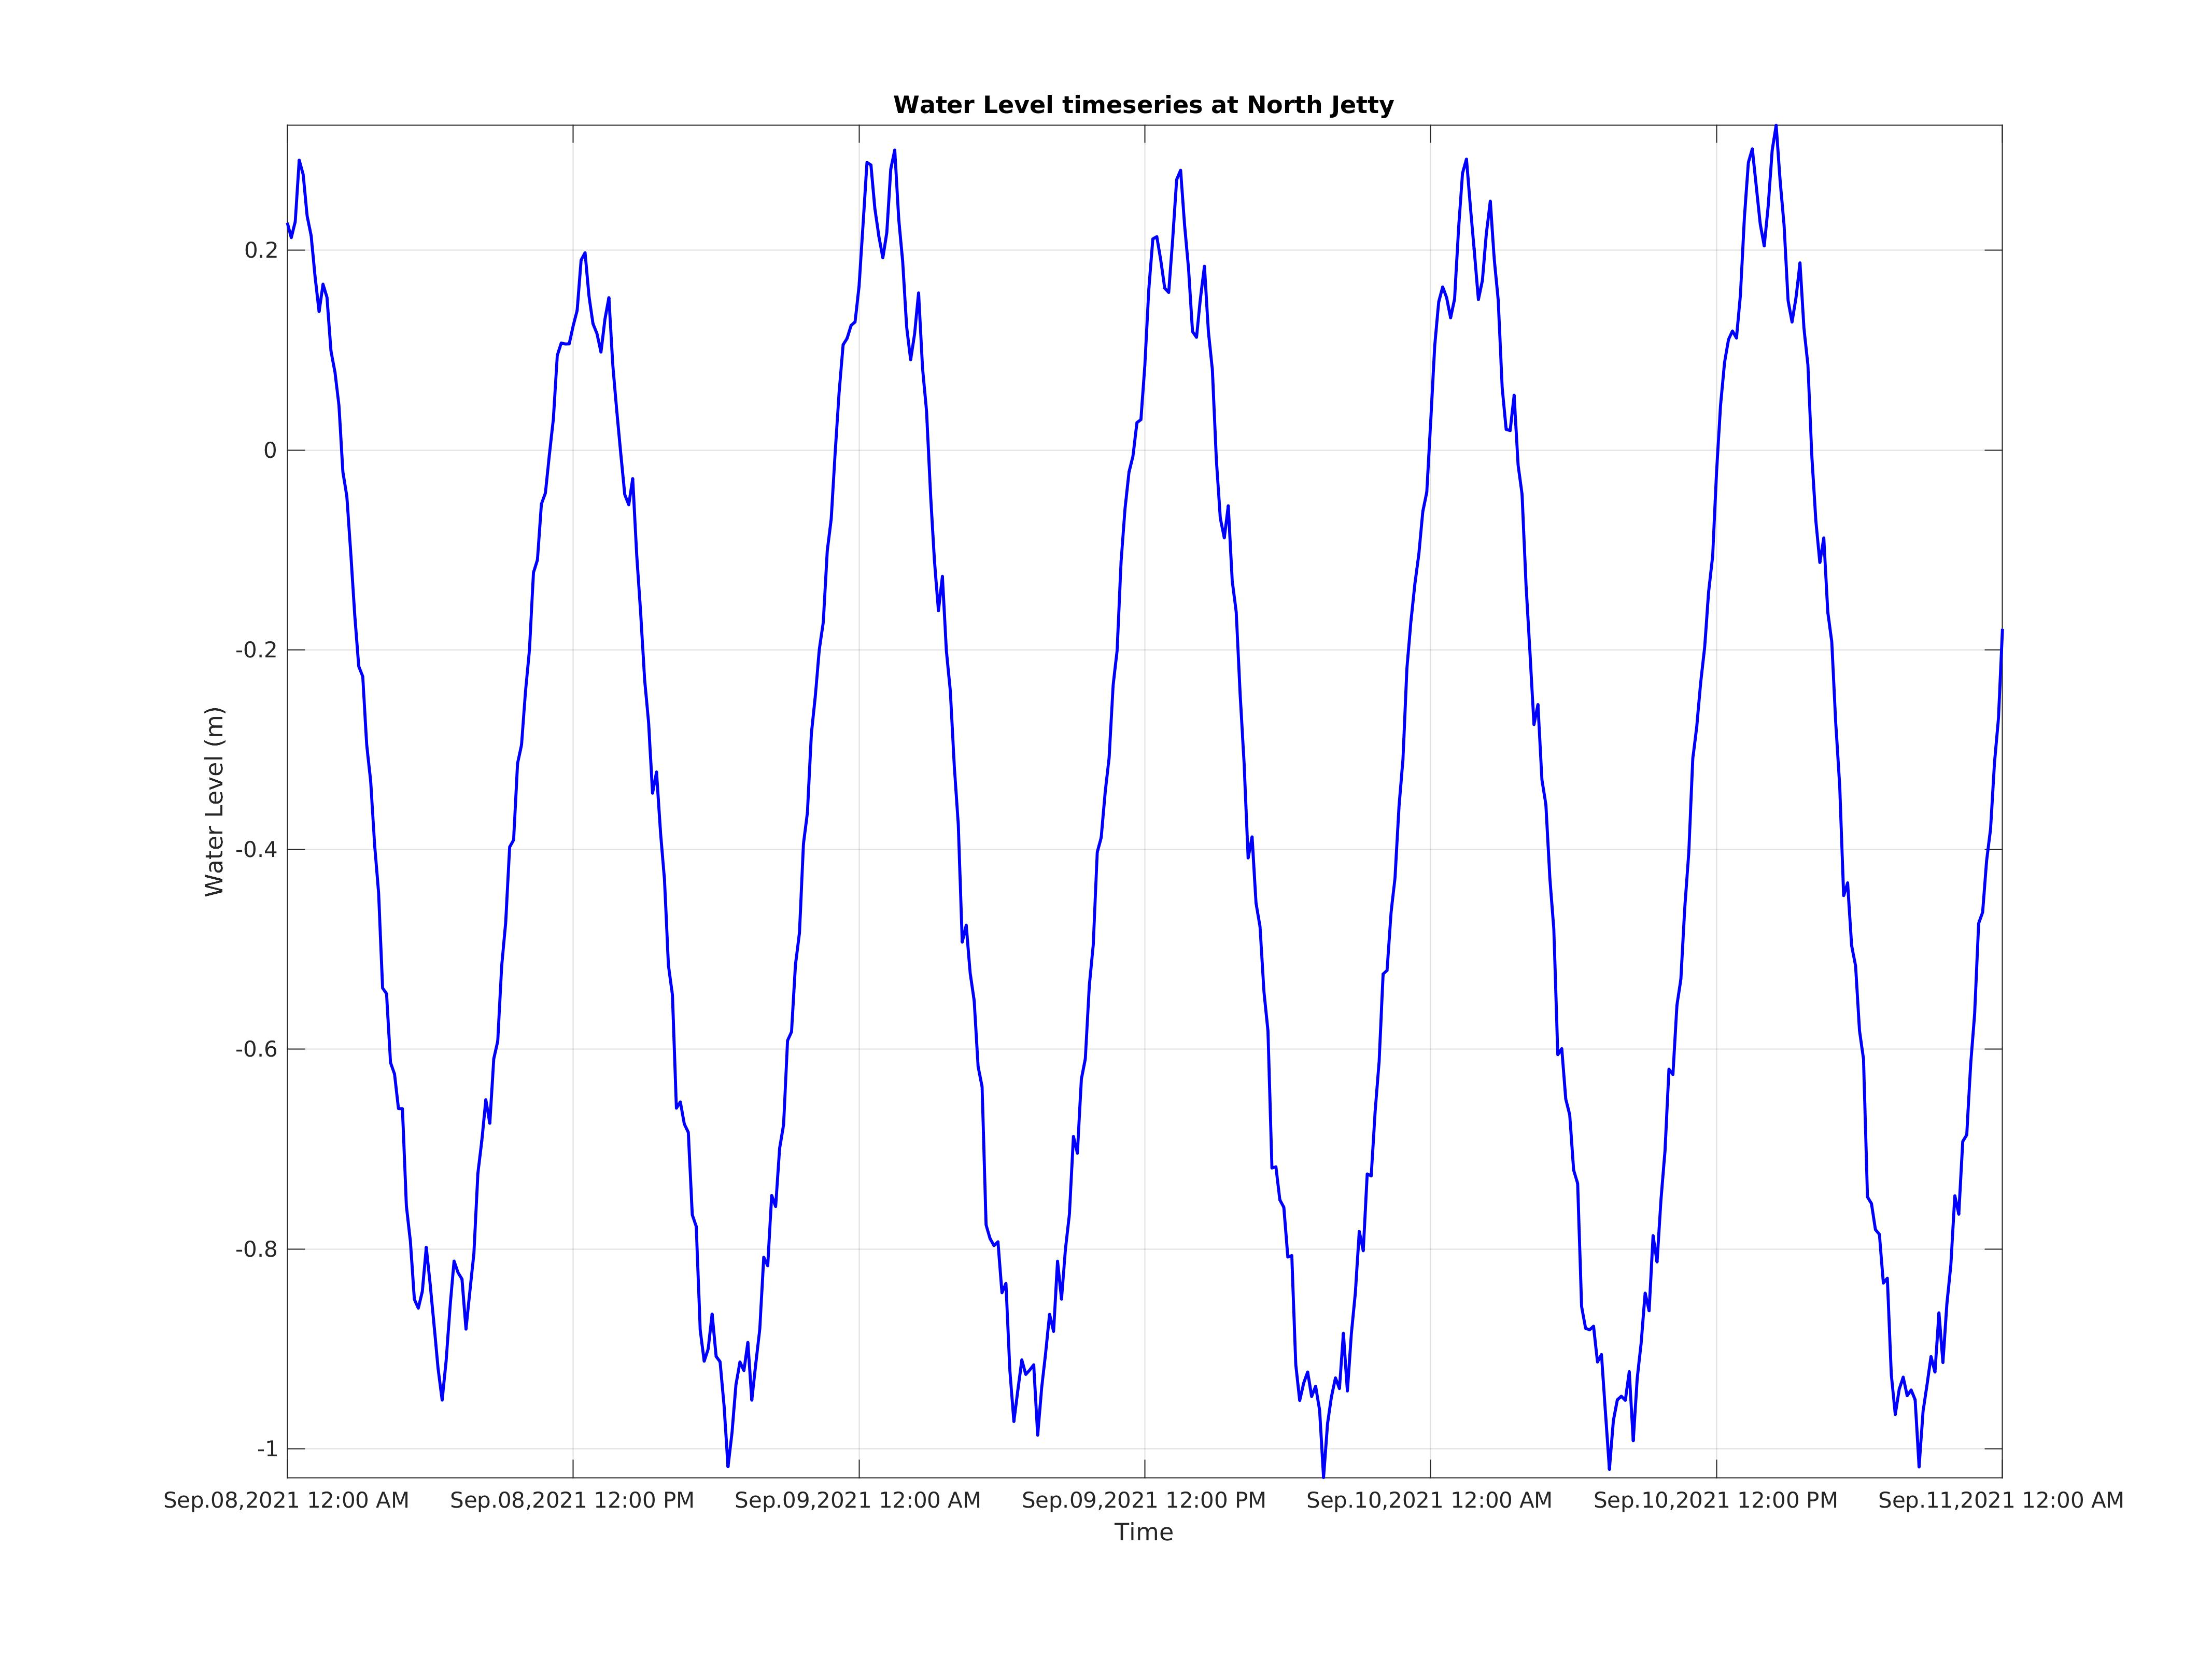 Water Level timeseries at North Jetty
0.2
0
-0.2
-0.4
-0.6
-0.8
-1
Water Level (m)
Sep.08,2021 12:00 AM
Sep.08,2021 12:00 PM
Sep.09,2021 12:00 AM
Sep.09,2021 12:00 PM
Sep.10,2021 12:00 AM
Sep.10,2021 12:00 PM
Sep.11,2021 12:00 AM
Time